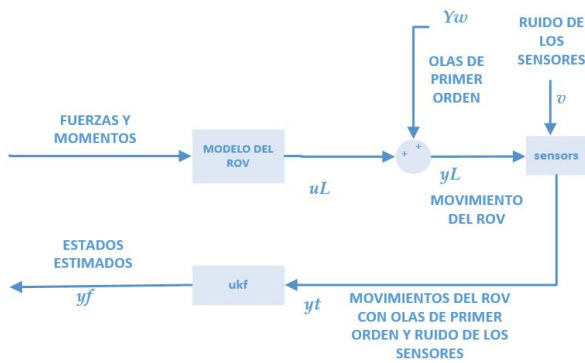 Yw
RUIDO DE
LOS
SENSORES
OLAS DE
PRIMER
ORDEN
v
FUERZAS Y
MOMENTOS
MODELO DEL
ROV
+ +
sensors
uL
yL
MOVIMIENTO
DEL ROV
ESTADOS
ESTIMADOS
ukf
yf
yt
MOVIMIENTOS DEL ROV
CON OLAS DE PRIMER
ORDEN Y RUIDO DE LOS
SENSORES